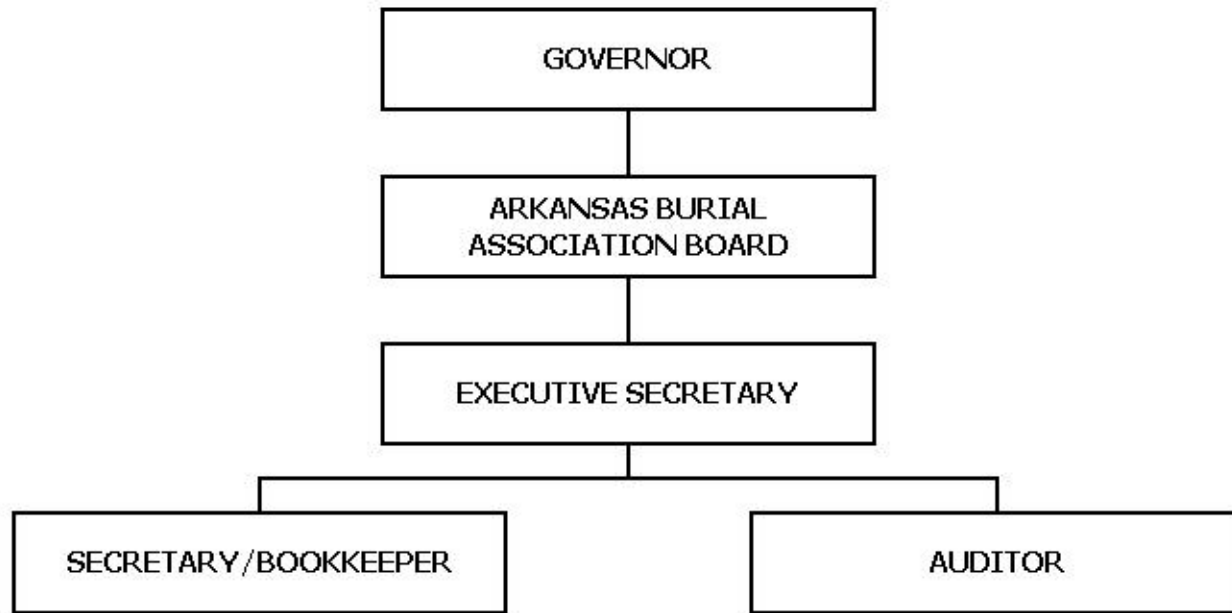 GOVERNOR
ARKANSAS BURIAL
ASSOCIATION BOARD
EXECUTIVE SECRETARY
SECRETARY/BOOKKEEPER
AUDITOR